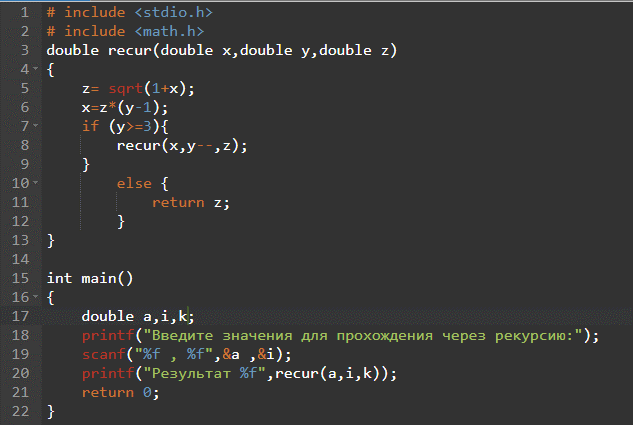 1 # include <stdio.h>
2 # include <math.h>
3 double recur(double x,double y,double z)
4 {
5     z= sqrt(1+x);
6     x=z*(y-1);
7     if (y>=3){
8         recur(x,y--,z);
9     }
10         else {
11             return z;
12         }
13 }
14
15 int main()
16 {
17     double a,i,k;
18     printf("Введите значения для прохождения через рекурсию:");
19     scanf("%f , %f",&a ,&i);
20     printf("Результат %f",recur(a,i,k));
21     return 0;
22 }